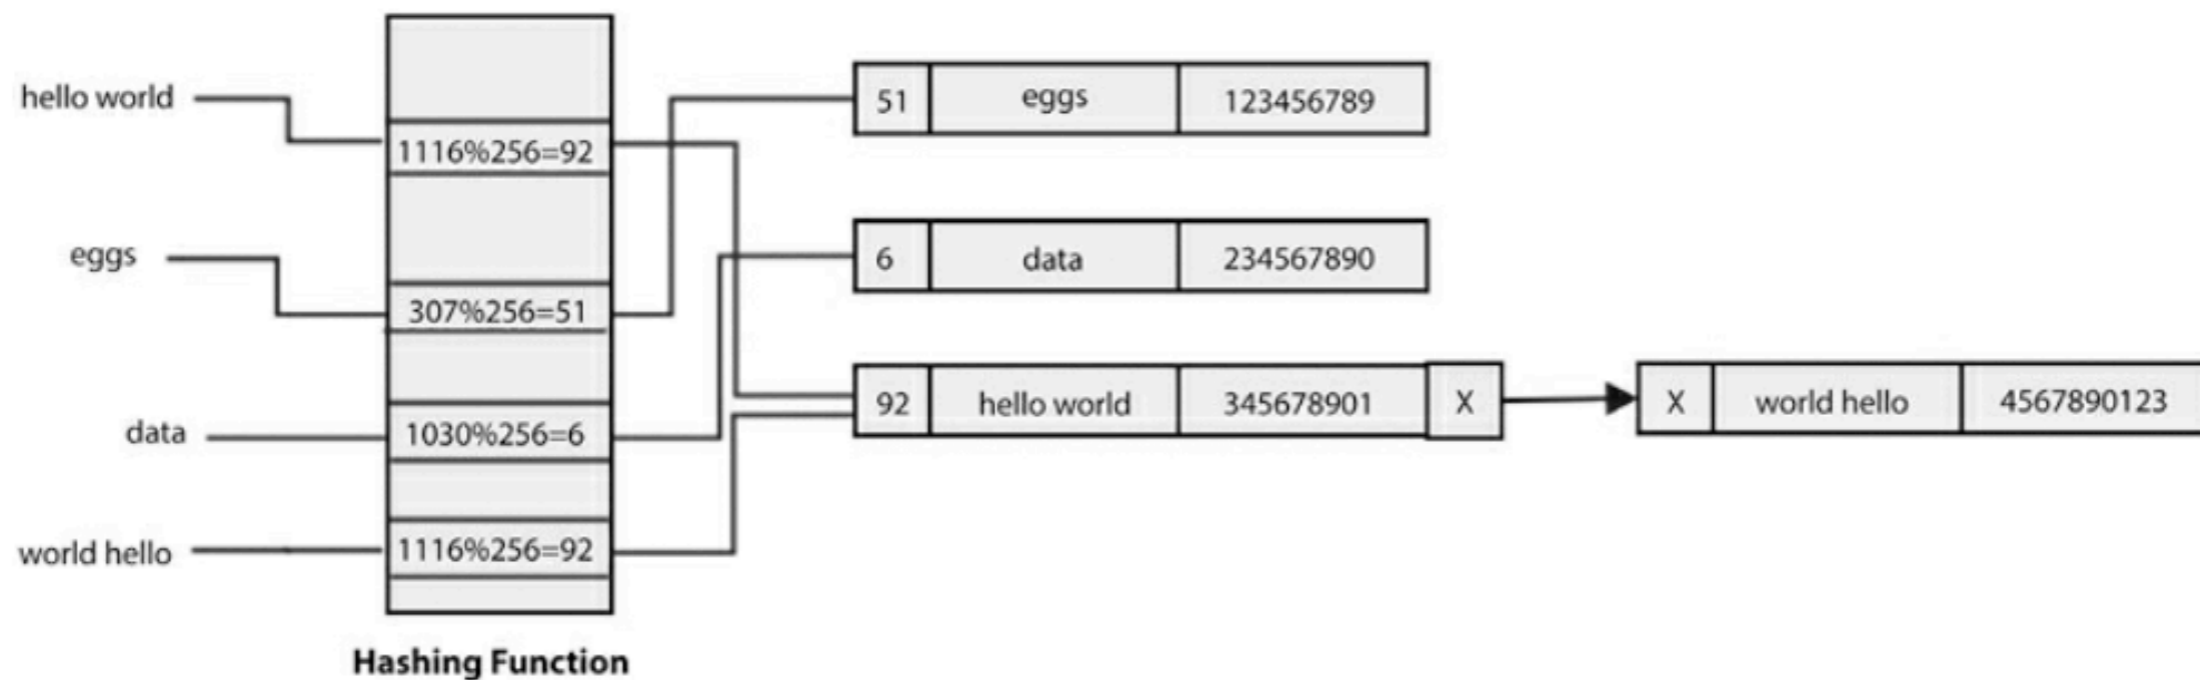 hello world
1116%256=92
51 eggs 123456789
eggs
307%256=51
6 data 234567890
data
1030%256=6
92 hello world 345678901 X
X world hello 4567890123
world hello
1116%256=92
Hashing Function